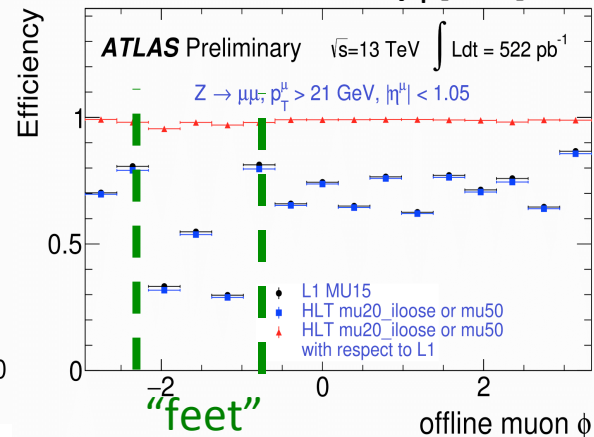 ATLAS Preliminary √s=13 TeV ∫ Ldt = 522 pb⁻¹
Z → μμ, p_T^μ > 21 GeV, |η^μ| < 1.05
Efficiency
1
0.5
0
L1 MU15
HLT mu20_iloose or mu50
HLT mu20_iloose or mu50
with respect to L1
−2 0 2
“feet”
offline muon ϕ